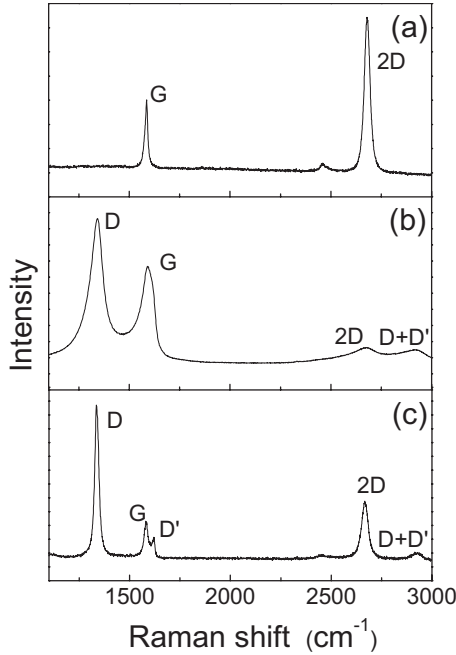 (a)
2D
G
(b)
D
G
2D
D+D'
(c)
D
G
D'
2D
D+D'
Intensity
1500
2000
2500
3000
Raman shift (cm⁻¹)